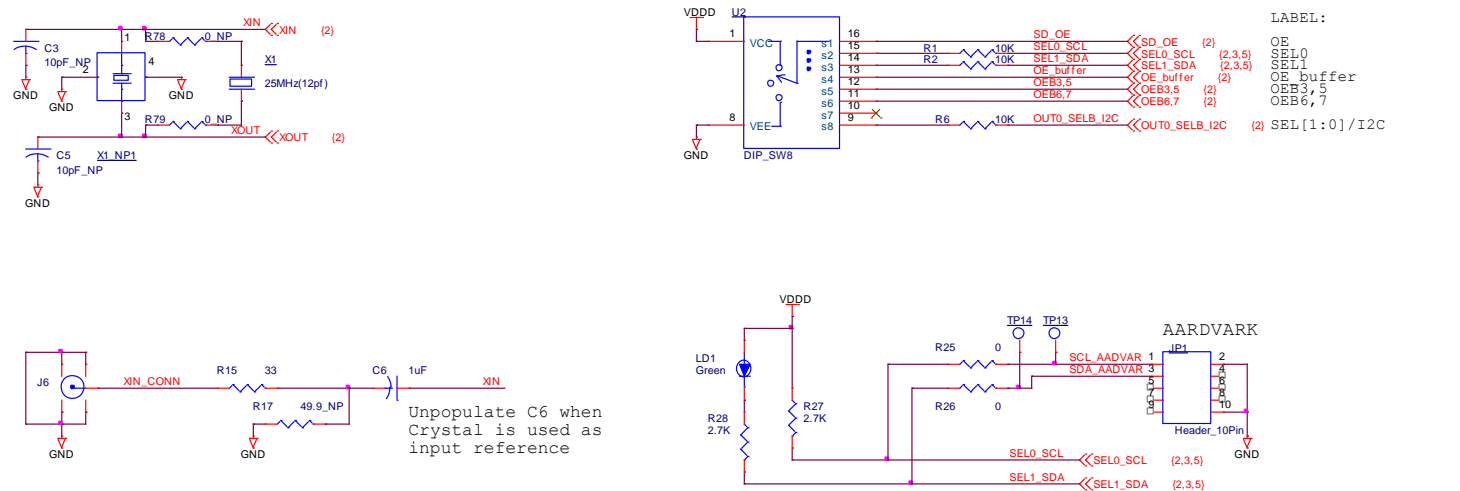 XIN
XIN {2}
R78 0_NP
C3
10pF_NP
1
2
4
3
GND
GND
GND
X1
25MHz(12pf)
R79 0_NP
XOUT
XOUT {2}
C5
10pF_NP
X1_NP1
GND
VDDD
U2
1
VCC
8
VEE
GND
DIP_SW8
s1 16 SD_OE SD_OE {2}
s2 15 SEL0_SCL R1 10K SEL0_SCL {2,3,5}
s3 14 SEL1_SDA R2 10K SEL1_SDA {2,3,5}
s4 13 OE_buffer OE_buffer {2}
s5 12 OEB3,5 OEB3,5 {2}
s6 11 OEB6,7 OEB6,7 {2}
s7 10
s8 9 R6 10K OUT0_SELB_I2C OUT0_SELB_I2C {2}
LABEL:
OE
SEL0
SEL1
OE_buffer
OEB3,5
OEB6,7
SEL[1:0]/I2C
J6
XIN_CONN
R15 33
C6 1uF
XIN
R17 49.9_NP
GND
GND
Unpopulate C6 when
Crystal is used as
input reference
VDDD
LD1
Green
R28
2.7K
R27
2.7K
R25 0
R26 0
TP14
TP13
AARDVARK
JP1
SCL_AADVAR
SDA_AADVAR
1 2
3 4
5 6
7 8
9 10
Header_10Pin
GND
SEL0_SCL
SEL0_SCL {2,3,5}
SEL1_SDA
SEL1_SDA {2,3,5}